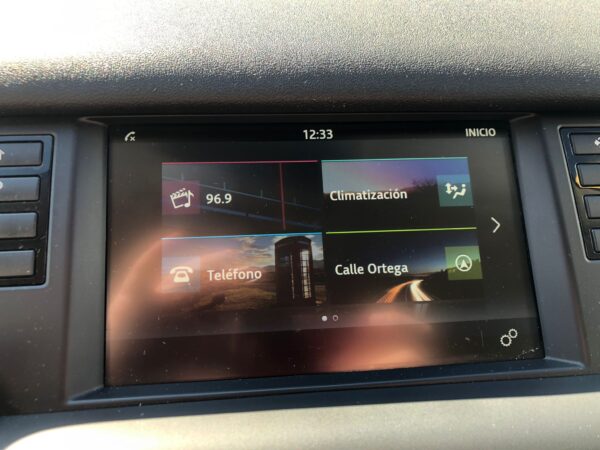 12:33
INICIO
96.9
Climatización
Teléfono
Calle Ortega